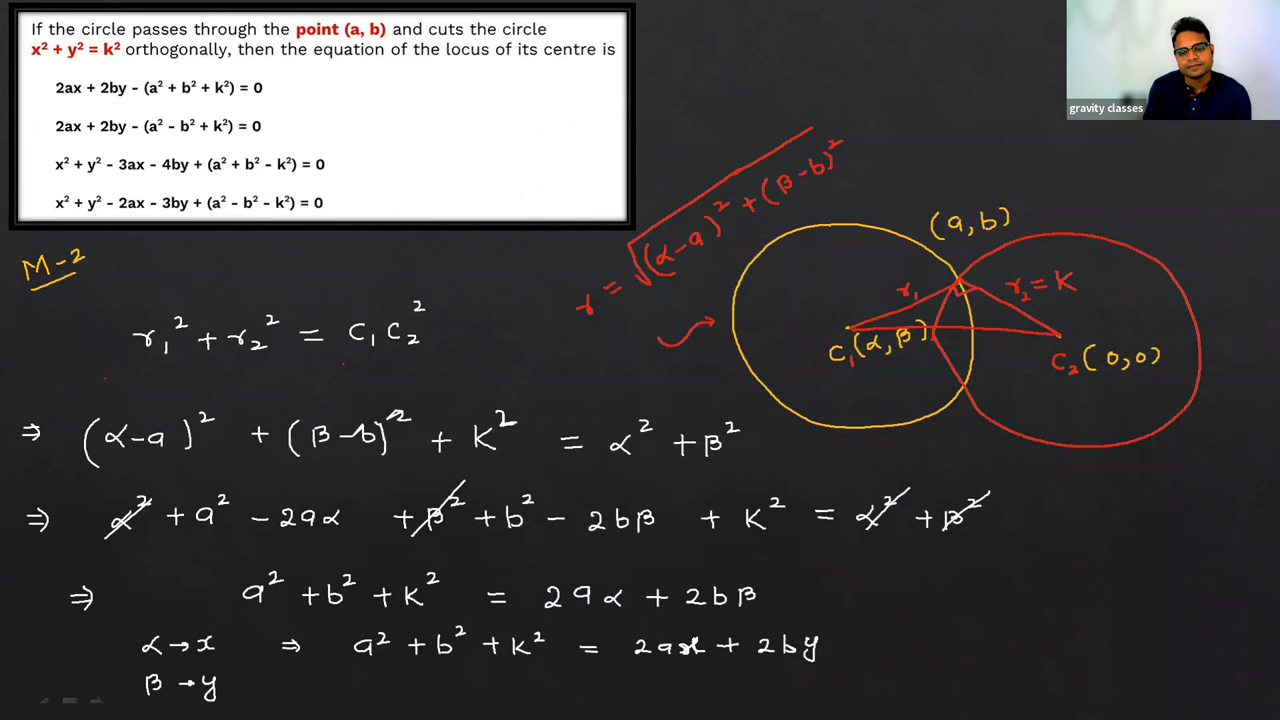 If the circle passes through the point (a, b) and cuts the circle
x² + y² = k² orthogonally, then the equation of the locus of its centre is
2ax + 2by - (a² + b² + k²) = 0
2ax + 2by - (a² - b² + k²) = 0
x² + y² - 3ax - 4by + (a² + b² - k²) = 0
x² + y² - 2ax - 3by + (a² - b² - k²) = 0
gravity classes
M-2
r = √(α-a)² + (β-b)²
(a, b)
r₁
r₂ = K
C₁(α, β)
C₂(0,0)
r₁² + r₂² = C₁C₂²
⇒ (α-a)² + (β-b)² + K² = α² + β²
⇒ α² + a² - 2aα + β² + b² - 2bβ + K² = α² + β²
⇒ a² + b² + K² = 2aα + 2bβ
α → x ⇒ a² + b² + K² = 2ax + 2by
β → y